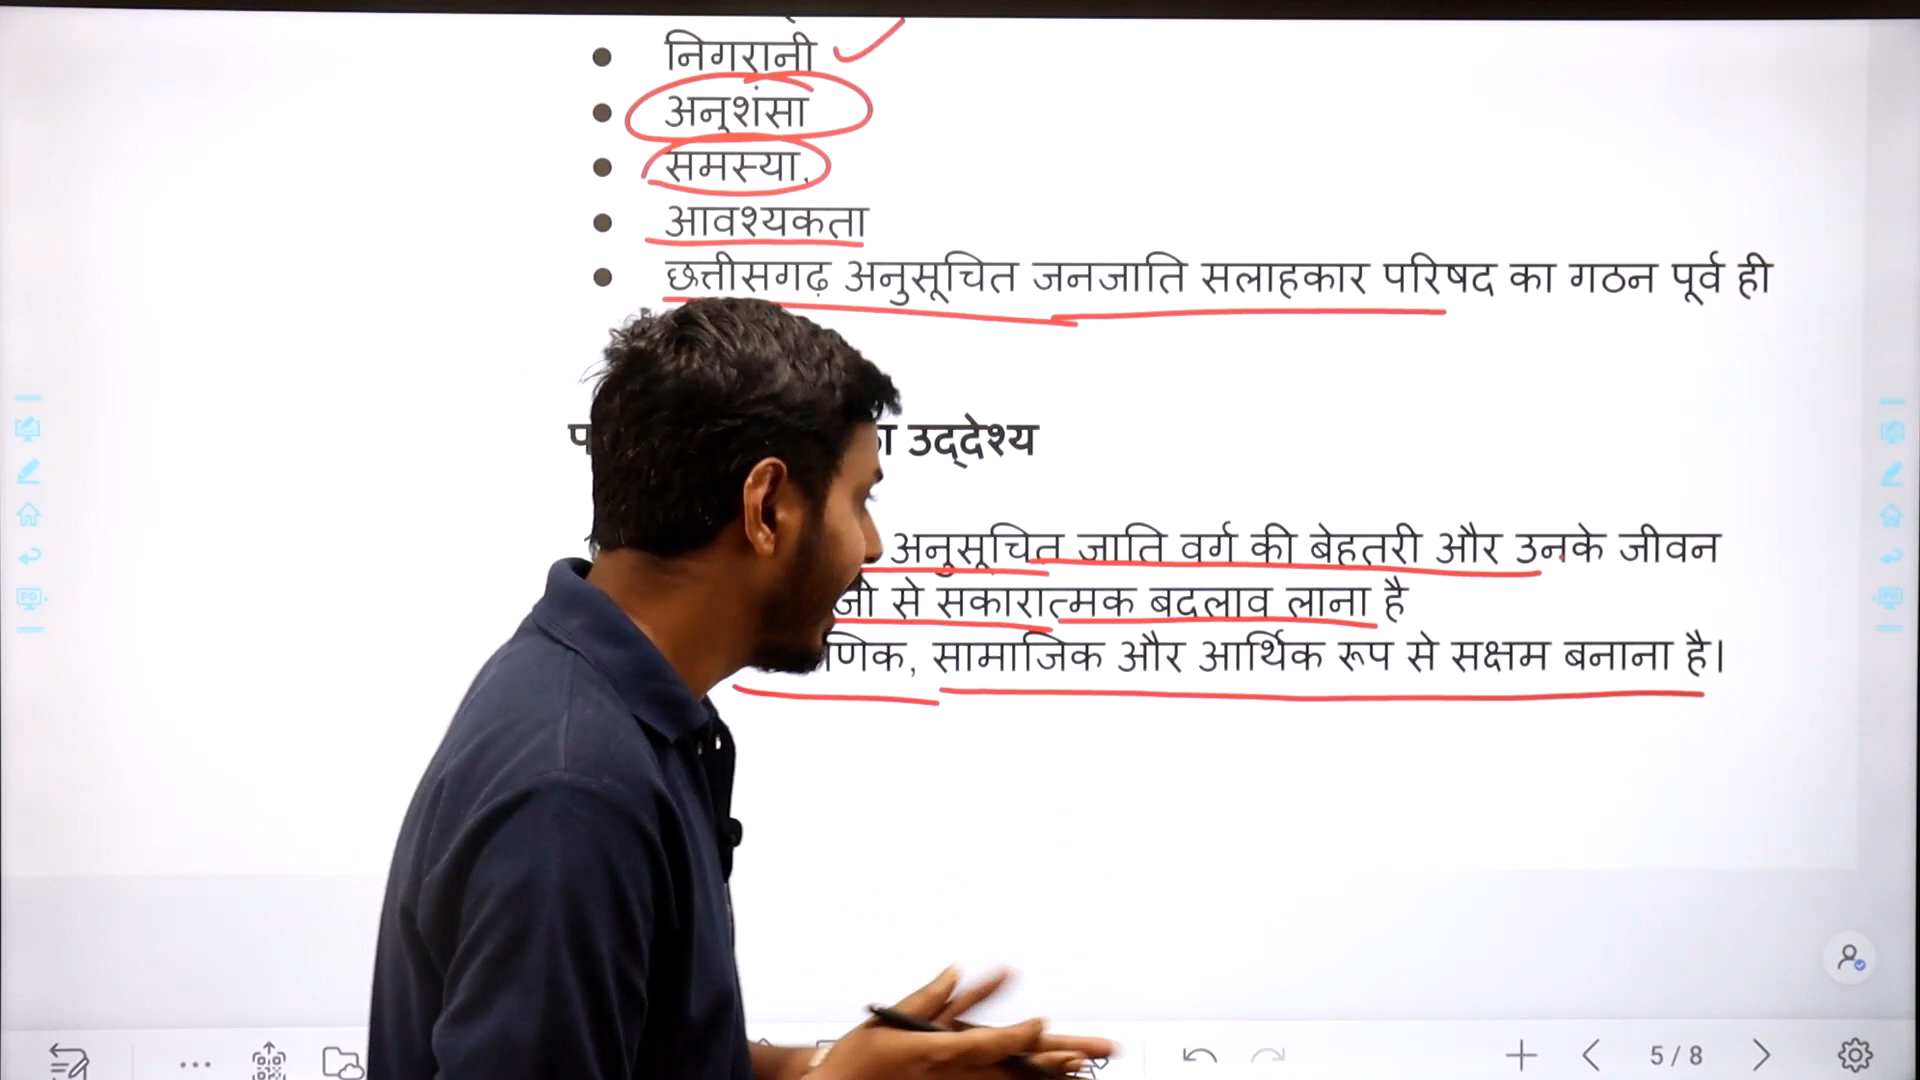 निगरानी
अनुशंसा
समस्या.
आवश्यकता
छत्तीसगढ़ अनुसूचित जनजाति सलाहकार परिषद का गठन पूर्व ही
उद्देश्य
अनुसूचित जाति वर्ग की बेहतरी और उनके जीवन
से सकारात्मक बदलाव लाना है
सामाजिक और आर्थिक रूप से सक्षम बनाना है।
5 / 8